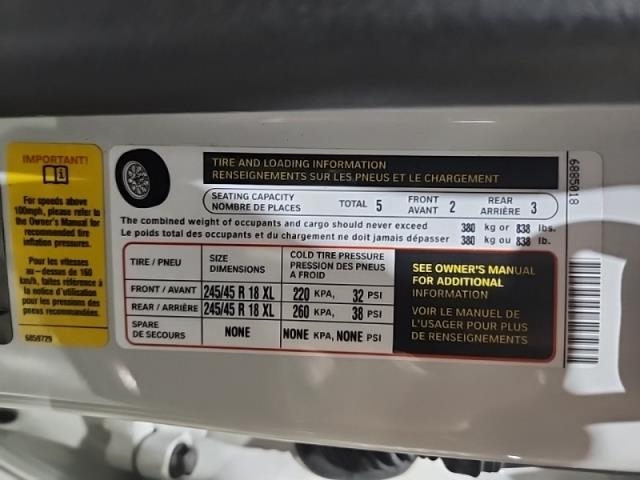 IMPORTANT!
For speeds above
100mph, please refer to
the Owner's Manual for
recommended tire
inflation pressures.
Pour les vitesses
au-dessus de 160
km/h, faites référence à
la notice d'utilisation
pour les pressions des
pneus recommandées.
6859729
TIRE AND LOADING INFORMATION
RENSEIGNEMENTS SUR LES PNEUS ET LE CHARGEMENT
SEATING CAPACITY
NOMBRE DE PLACES
TOTAL 5
FRONT
AVANT 2
REAR
ARRIÈRE 3
The combined weight of occupants and cargo should never exceed 380 kg or 838 lbs.
Le poids total des occupants et du chargement ne doit jamais dépasser 380 kg ou 838 lb.
TIRE / PNEU
SIZE
DIMENSIONS
COLD TIRE PRESSURE
PRESSION DES PNEUS
A FROID
FRONT / AVANT 245/45 R 18 XL 220 KPA, 32 PSI
REAR / ARRIÈRE 245/45 R 18 XL 260 KPA, 38 PSI
SPARE
DE SECOURS
NONE
NONE KPA, NONE PSI
SEE OWNER'S MANUAL
FOR ADDITIONAL
INFORMATION
VOIR LE MANUEL DE
L'USAGER POUR PLUS
DE RENSEIGNEMENTS
6885018